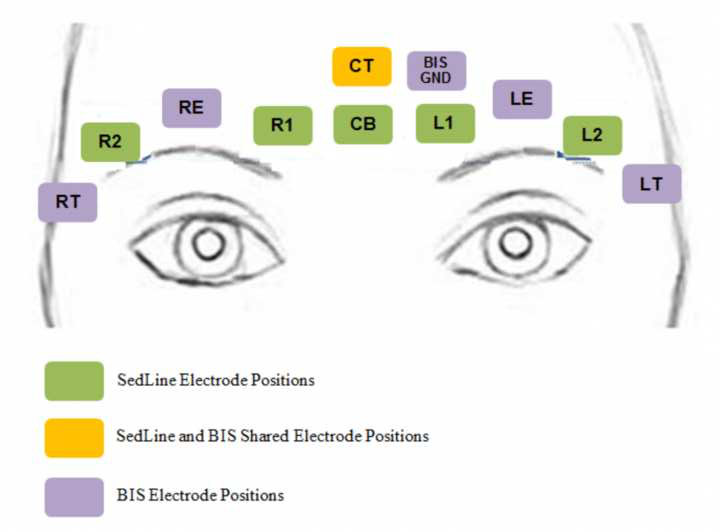 CT
BIS
GND
RE
LE
R1
CB
L1
R2
L2
RT
LT
SedLine Electrode Positions
SedLine and BIS Shared Electrode Positions
BIS Electrode Positions